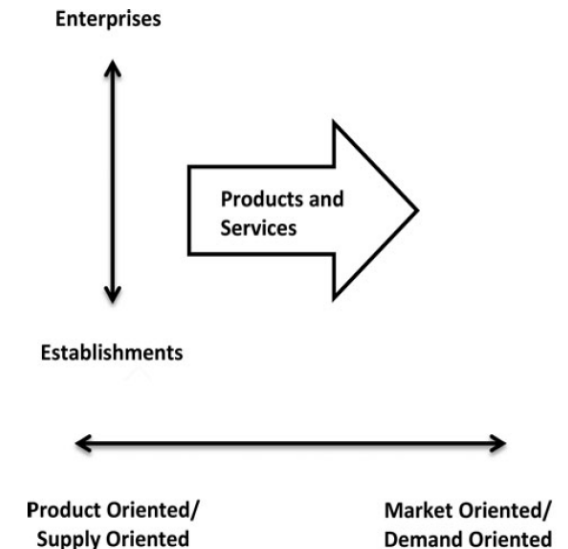 Enterprises
Products and
Services
Establishments
Product Oriented/
Supply Oriented
Market Oriented/
Demand Oriented